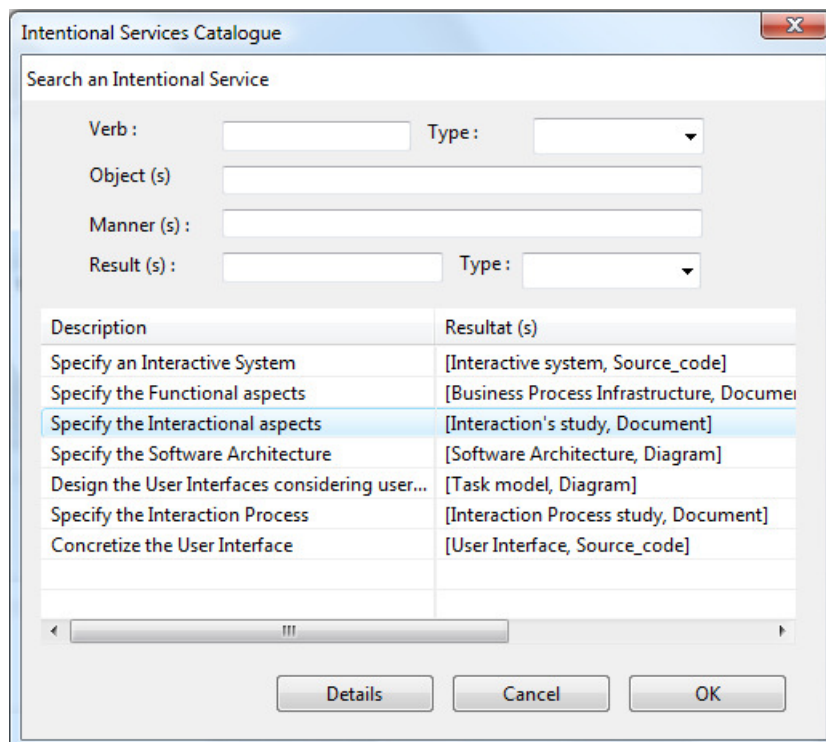 Intentional Services Catalogue
Search an Intentional Service
Verb : Type :
Object (s)
Manner (s) :
Result (s) : Type :
Description Resultat (s)
Specify an Interactive System [Interactive system, Source_code]
Specify the Functional aspects [Business Process Infrastructure, Documen
Specify the Interactional aspects [Interaction's study, Document]
Specify the Software Architecture [Software Architecture, Diagram]
Design the User Interfaces considering user... [Task model, Diagram]
Specify the Interaction Process [Interaction Process study, Document]
Concretize the User Interface [User Interface, Source_code]
Details Cancel OK